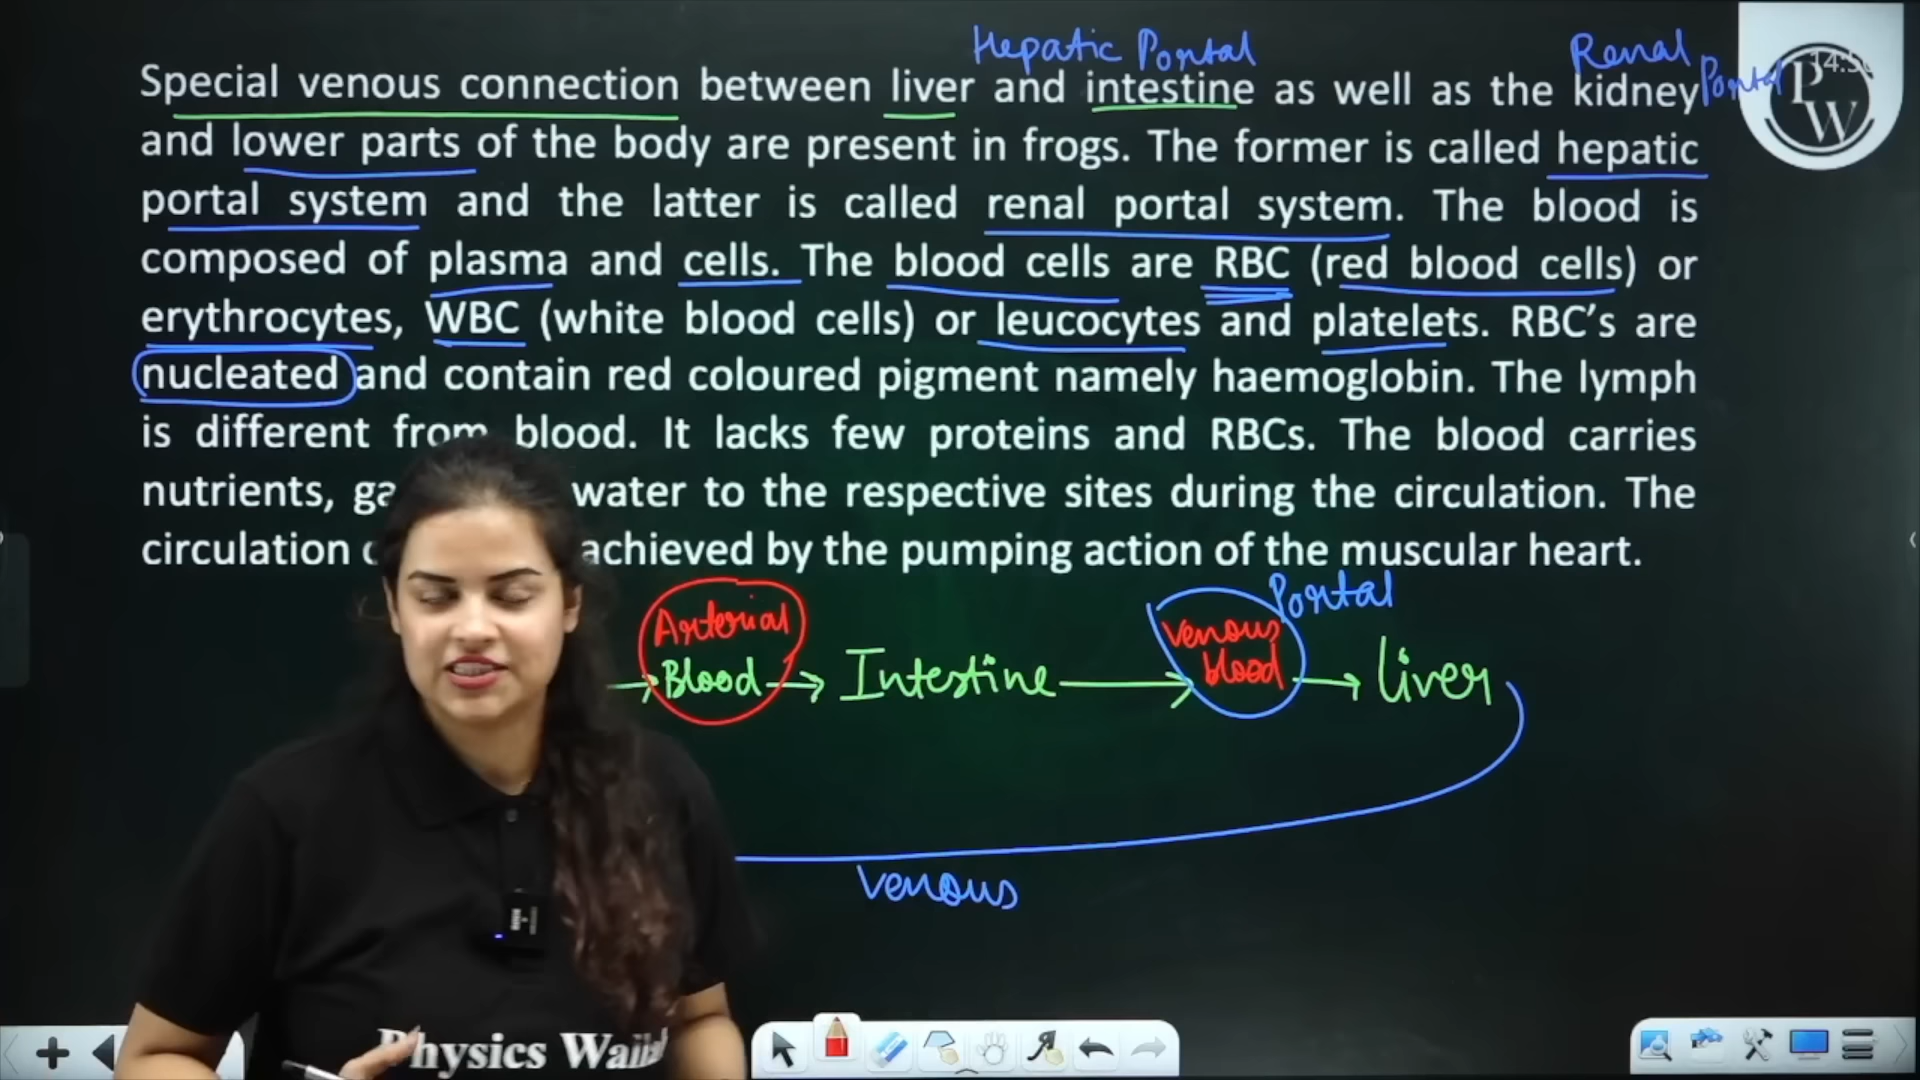 Hepatic Portal
Renal
Portal
14:5
P
W
Special venous connection between liver and intestine as well as the kidney
and lower parts of the body are present in frogs. The former is called hepatic
portal system and the latter is called renal portal system. The blood is
composed of plasma and cells. The blood cells are RBC (red blood cells) or
erythrocytes, WBC (white blood cells) or leucocytes and platelets. RBC’s are
nucleated and contain red coloured pigment namely haemoglobin. The lymph
is different from blood. It lacks few proteins and RBCs. The blood carries
nutrients, water to the respective sites during the circulation. The
circulation achieved by the pumping action of the muscular heart.
Portal
Arterial Venous
Blood → Intestine → blood → liver
Venous
Physics